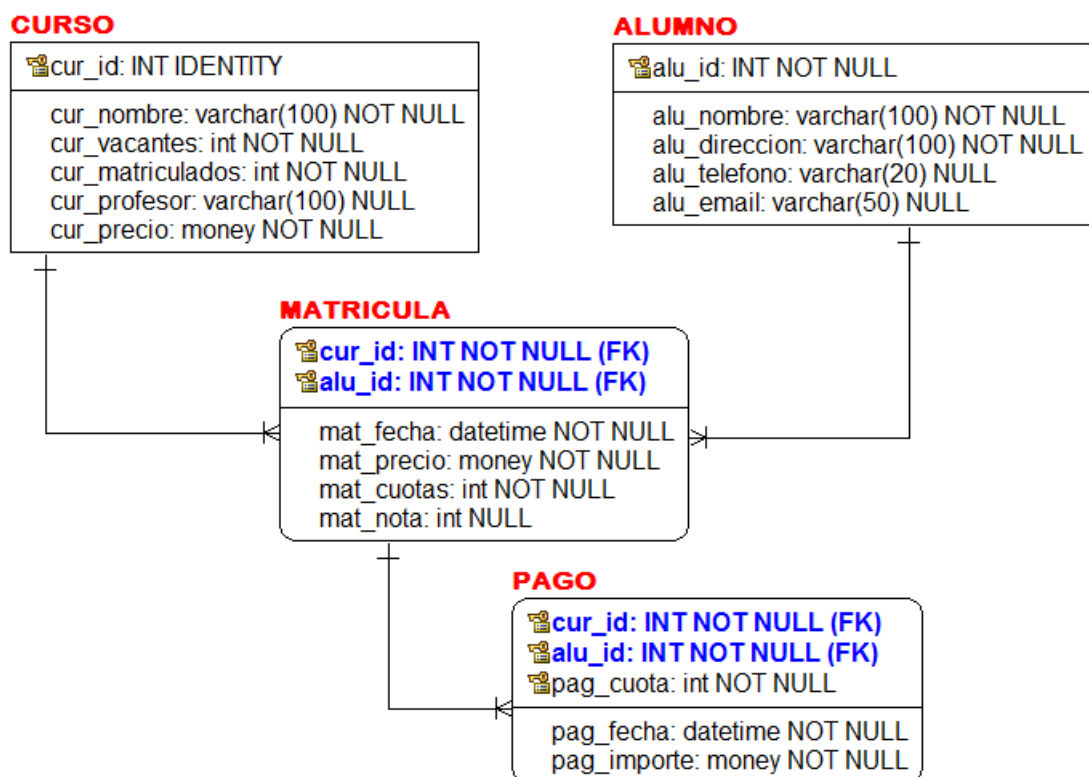 CURSO
cur_id: INT IDENTITY
cur_nombre: varchar(100) NOT NULL
cur_vacantes: int NOT NULL
cur_matriculados: int NOT NULL
cur_profesor: varchar(100) NULL
cur_precio: money NOT NULL
ALUMNO
alu_id: INT NOT NULL
alu_nombre: varchar(100) NOT NULL
alu_direccion: varchar(100) NOT NULL
alu_telefono: varchar(20) NULL
alu_email: varchar(50) NULL
MATRICULA
cur_id: INT NOT NULL (FK)
alu_id: INT NOT NULL (FK)
mat_fecha: datetime NOT NULL
mat_precio: money NOT NULL
mat_cuotas: int NOT NULL
mat_nota: int NULL
PAGO
cur_id: INT NOT NULL (FK)
alu_id: INT NOT NULL (FK)
pag_cuota: int NOT NULL
pag_fecha: datetime NOT NULL
pag_importe: money NOT NULL